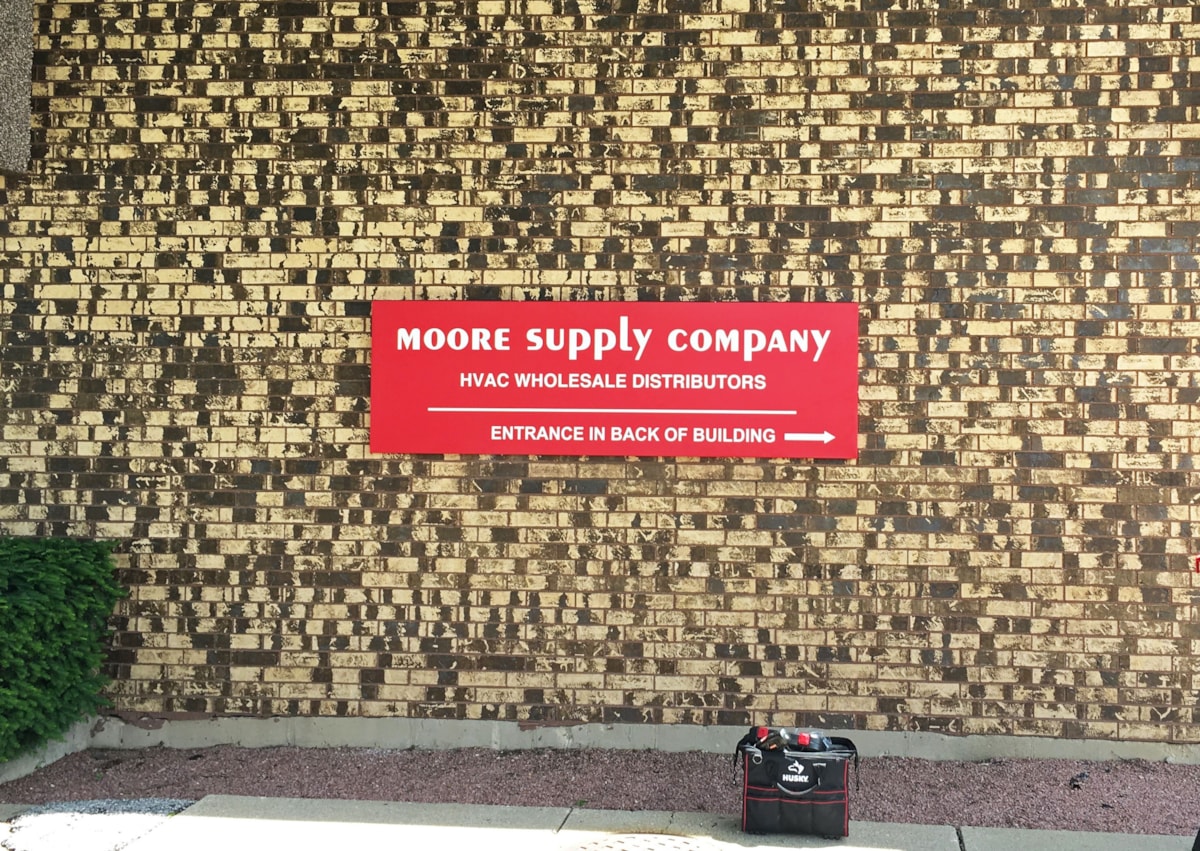 MOORE SUPPLY COMPANY
HVAC WHOLESALE DISTRIBUTORS
ENTRANCE IN BACK OF BUILDING
HUSKY